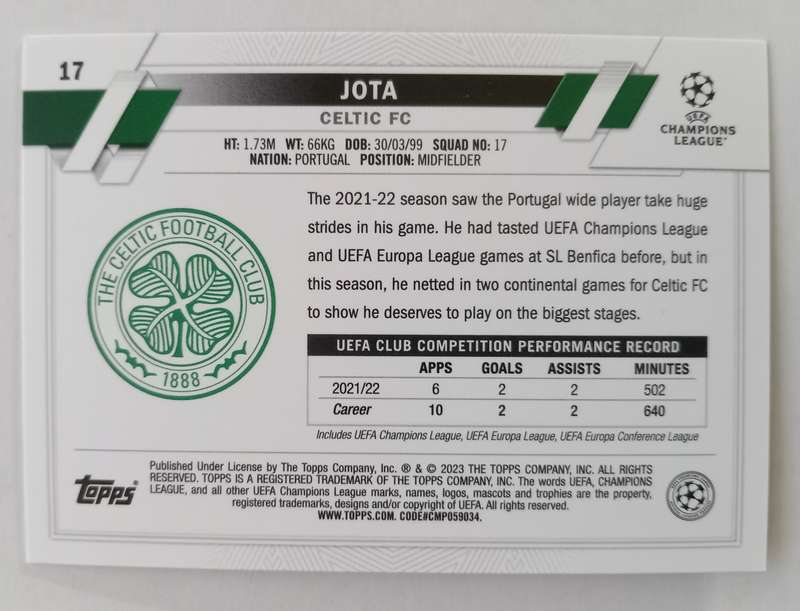 17
JOTA
CELTIC FC
HT: 1.73M WT: 66KG DOB: 30/03/99 SQUAD NO: 17
NATION: PORTUGAL POSITION: MIDFIELDER
UEFA
CHAMPIONS
LEAGUE
The 2021-22 season saw the Portugal wide player take huge
strides in his game. He had tasted UEFA Champions League
and UEFA Europa League games at SL Benfica before, but in
this season, he netted in two continental games for Celtic FC
to show he deserves to play on the biggest stages.
THE CELTIC FOOTBALL CLUB
1888
UEFA CLUB COMPETITION PERFORMANCE RECORD
APPS GOALS ASSISTS MINUTES
2021/22 6 2 2 502
Career 10 2 2 640
Includes UEFA Champions League, UEFA Europa League, UEFA Europa Conference League
topps
Published Under License by The Topps Company, Inc. ® & © 2023 THE TOPPS COMPANY, INC. ALL RIGHTS
RESERVED. TOPPS IS A REGISTERED TRADEMARK OF THE TOPPS COMPANY, INC. The words UEFA, CHAMPIONS
LEAGUE, and all other UEFA Champions League marks, names, logos, mascots and trophies are the property,
registered trademarks, designs and/or copyright of UEFA. All rights reserved.
WWW.TOPPS.COM. CODE#CMP059034.